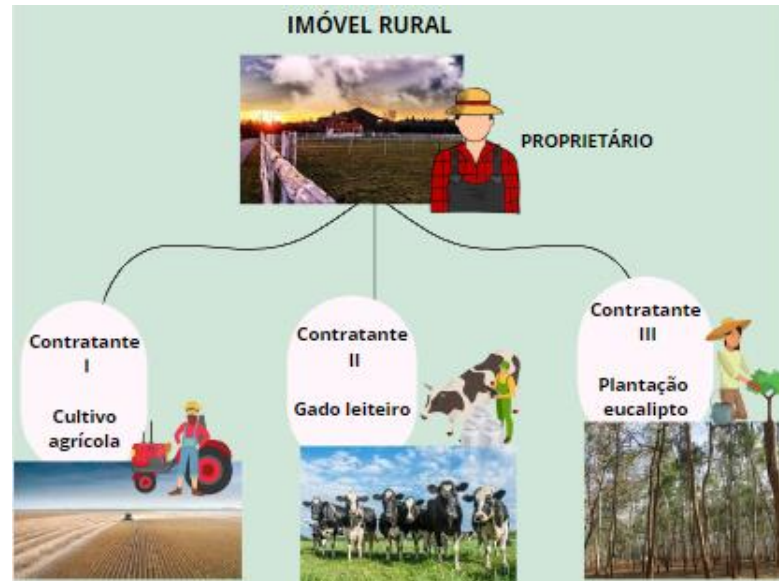 IMÓVEL RURAL
PROPRIETÁRIO
Contratante
I
Cultivo
agrícola
Contratante
II
Gado leiteiro
Contratante
III
Plantação
eucalipto